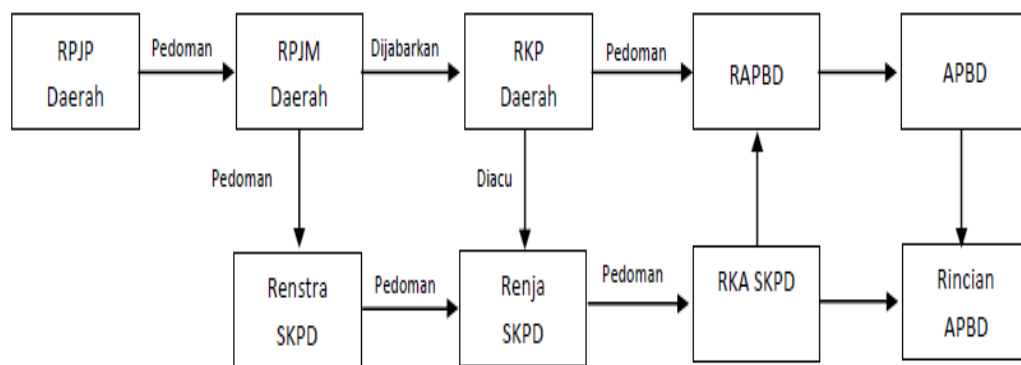 RPJP
Daerah
Pedoman
RPJM
Daerah
Dijabarkan
RKP
Daerah
Pedoman
RAPBD
APBD
Pedoman
Diacu
Renstra
SKPD
Pedoman
Renja
SKPD
Pedoman
RKA SKPD
Rincian
APBD